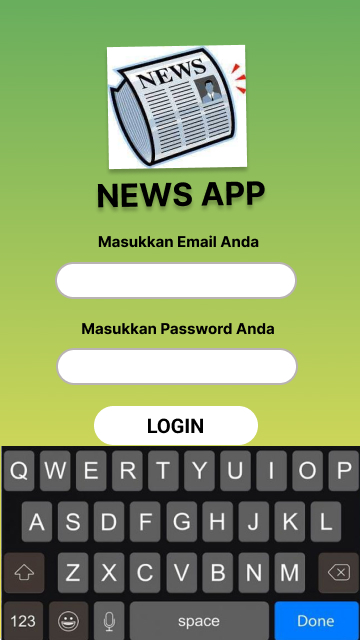 NEWS
NEWS APP
Masukkan Email Anda
Masukkan Password Anda
LOGIN
Q W E R T Y U I O P
A S D F G H J K L
Z X C V B N M
123 space Done